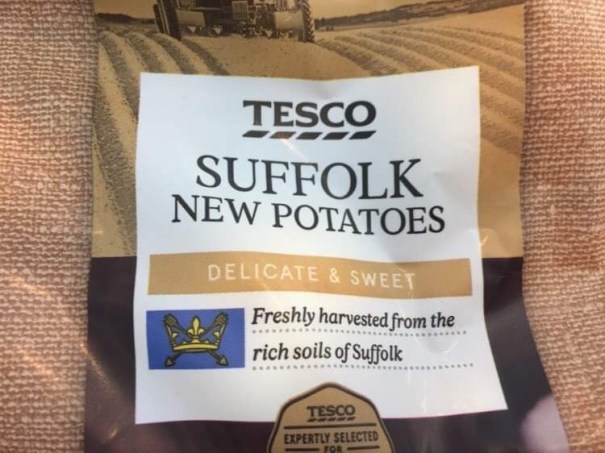 TESCO
SUFFOLK
NEW POTATOES
DELICATE & SWEET
Freshly harvested from the
rich soils of Suffolk
TESCO
EXPERTLY SELECTED
FOR